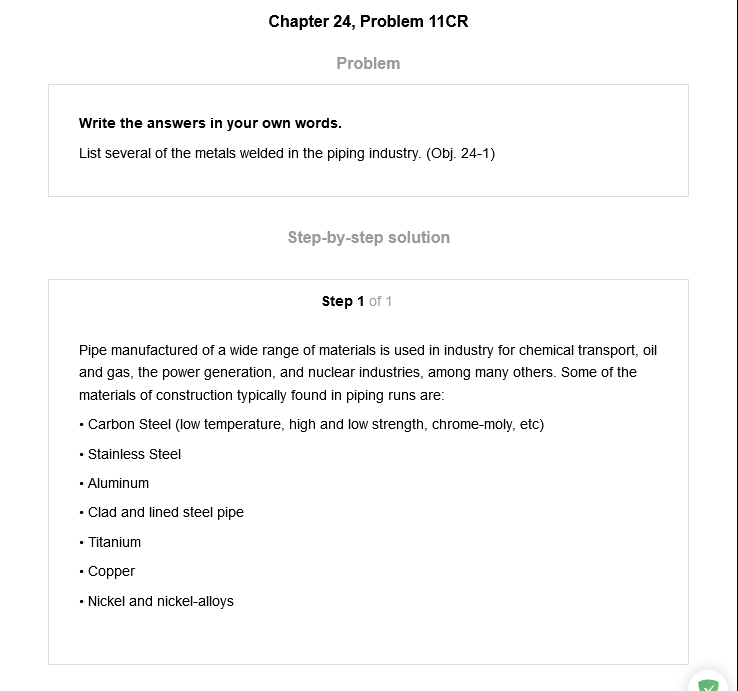 Chapter 24, Problem 11CR
Problem
Write the answers in your own words.
List several of the metals welded in the piping industry. (Obj. 24-1)
Step-by-step solution
Step 1 of 1
Pipe manufactured of a wide range of materials is used in industry for chemical transport, oil
and gas, the power generation, and nuclear industries, among many others. Some of the
materials of construction typically found in piping runs are:
• Carbon Steel (low temperature, high and low strength, chrome-moly, etc)
• Stainless Steel
• Aluminum
• Clad and lined steel pipe
• Titanium
• Copper
• Nickel and nickel-alloys